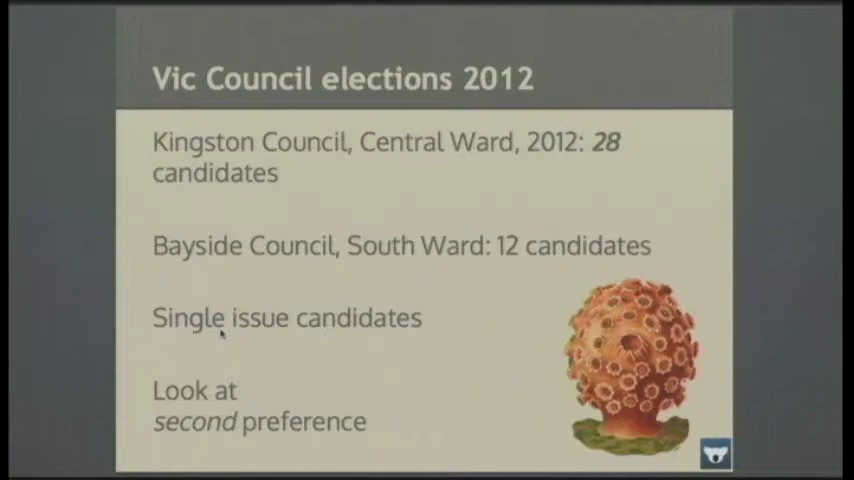 Vic Council elections 2012
Kingston Council, Central Ward, 2012: 28
candidates
Bayside Council, South Ward: 12 candidates
Single issue candidates
Look at
second preference